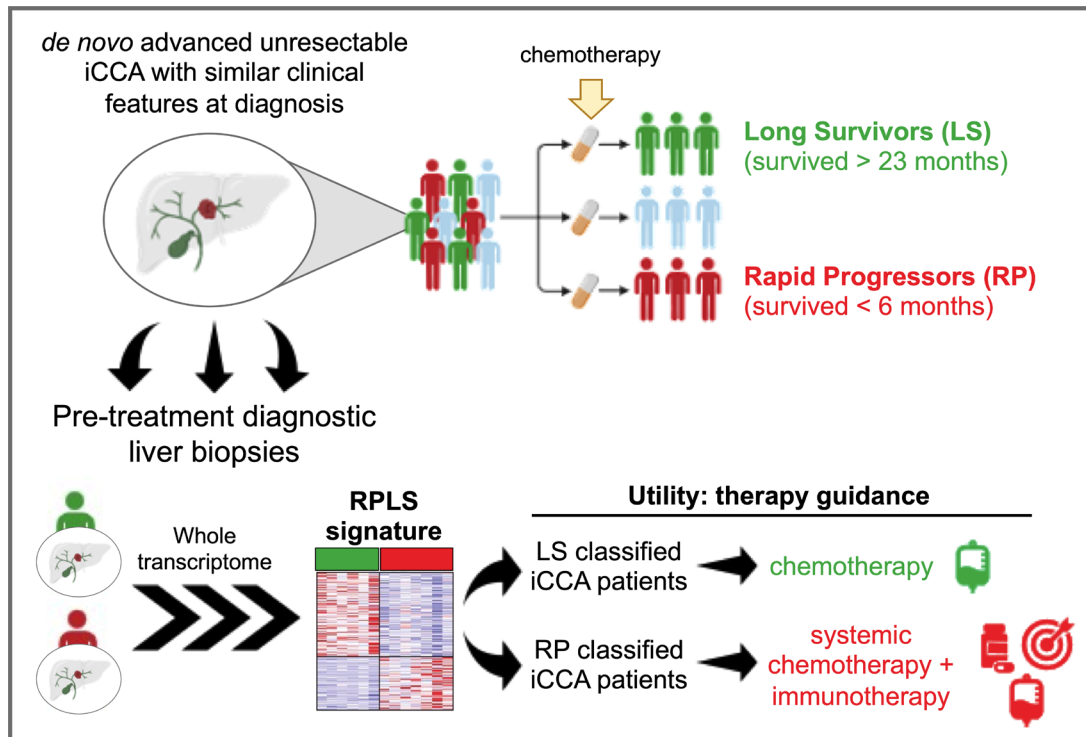 de novo advanced unresectable
iCCA with similar clinical
features at diagnosis
chemotherapy
Long Survivors (LS)
(survived > 23 months)
Rapid Progressors (RP)
(survived < 6 months)
Pre-treatment diagnostic
liver biopsies
Whole
transcriptome
RPLS
signature
Utility: therapy guidance
LS classified
iCCA patients
chemotherapy
RP classified
iCCA patients
systemic
chemotherapy +
immunotherapy